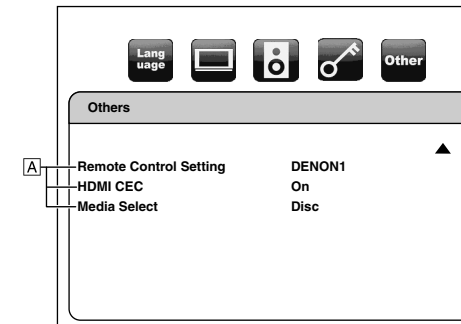 Lang
uage
Other
Others
A
Remote Control Setting DENON1
HDMI CEC On
Media Select Disc